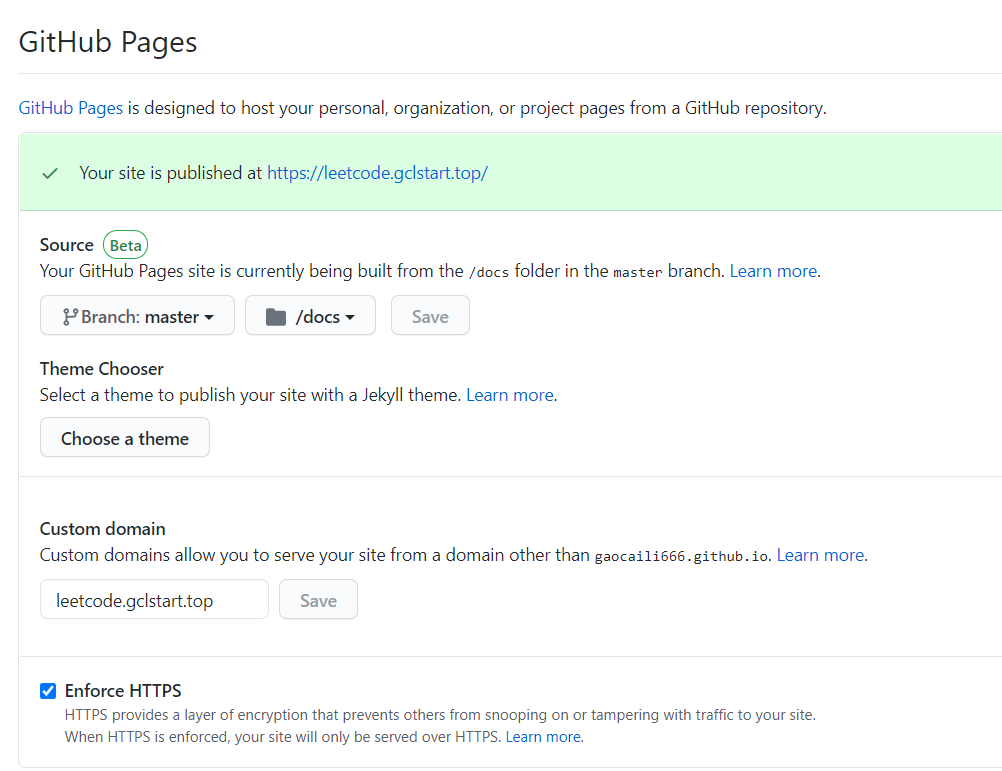 GitHub Pages
GitHub Pages is designed to host your personal, organization, or project pages from a GitHub repository.
Your site is published at https://leetcode.gclstart.top/
Source Beta
Your GitHub Pages site is currently being built from the /docs folder in the master branch. Learn more.
Branch: master /docs Save
Theme Chooser
Select a theme to publish your site with a Jekyll theme. Learn more.
Choose a theme
Custom domain
Custom domains allow you to serve your site from a domain other than gaocaili666.github.io. Learn more.
leetcode.gclstart.top Save
Enforce HTTPS
HTTPS provides a layer of encryption that prevents others from snooping on or tampering with traffic to your site.
When HTTPS is enforced, your site will only be served over HTTPS. Learn more.